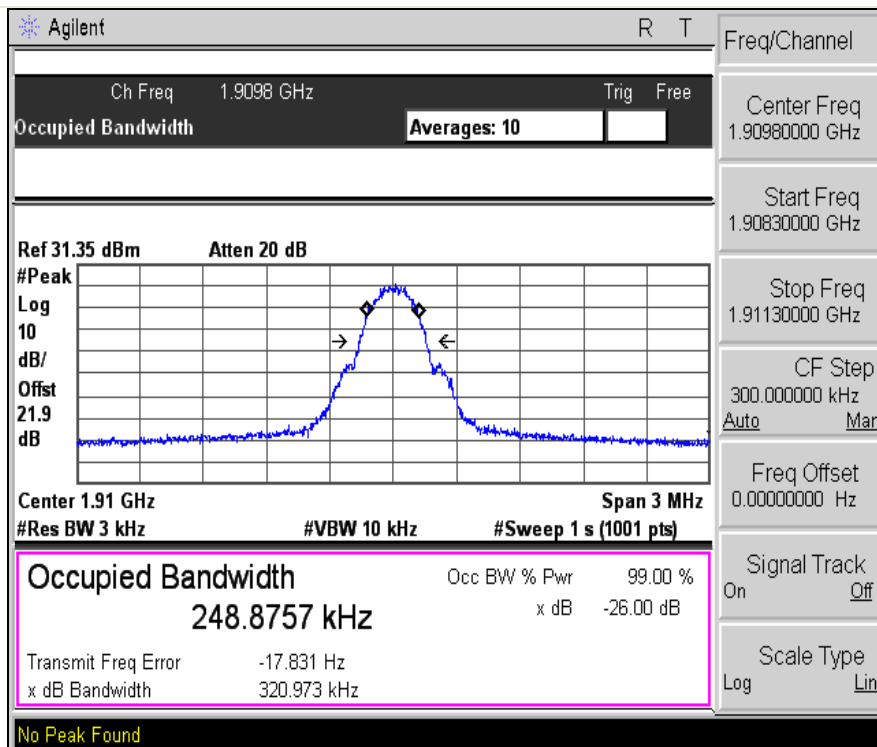 Agilent R T
Ch Freq 1.9098 GHz Trig Free
Occupied Bandwidth Averages: 10
Ref 31.35 dBm Atten 20 dB
#Peak
Log
10
dB/
Offst
21.9
dB
Center 1.91 GHz Span 3 MHz
#Res BW 3 kHz #VBW 10 kHz #Sweep 1 s (1001 pts)
Occupied Bandwidth Occ BW % Pwr 99.00 %
248.8757 kHz x dB -26.00 dB
Transmit Freq Error -17.831 Hz
x dB Bandwidth 320.973 kHz
No Peak Found
Freq/Channel
Center Freq
1.90980000 GHz
Start Freq
1.90830000 GHz
Stop Freq
1.91130000 GHz
CF Step
300.000000 kHz
Auto Man
Freq Offset
0.00000000 Hz
Signal Track
On Off
Scale Type
Log Lin